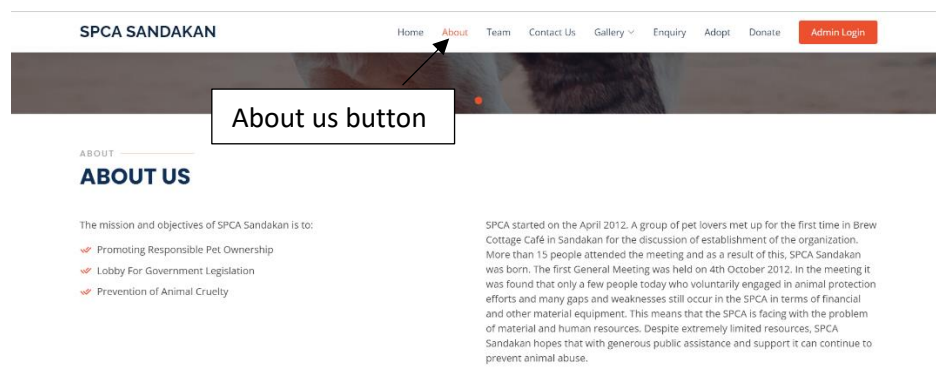 SPCA SANDAKAN
Home About Team Contact Us Gallery Enquiry Adopt Donate Admin Login
About us button
ABOUT
ABOUT US
The mission and objectives of SPCA Sandakan is to:
Promoting Responsible Pet Ownership
Lobby For Government Legislation
Prevention of Animal Cruelty
SPCA started on the April 2012. A group of pet lovers met up for the first time in Brew
Cottage Café in Sandakan for the discussion of establishment of the organization.
More than 15 people attended the meeting and as a result of this, SPCA Sandakan
was born. The first General Meeting was held on 4th October 2012. In the meeting it
was found that only a few people today who voluntarily engaged in animal protection
efforts and many gaps and weaknesses still occur in the SPCA in terms of financial
and other material equipment. This means that the SPCA is facing with the problem
of material and human resources. Despite extremely limited resources, SPCA
Sandakan hopes that with generous public assistance and support it can continue to
prevent animal abuse.